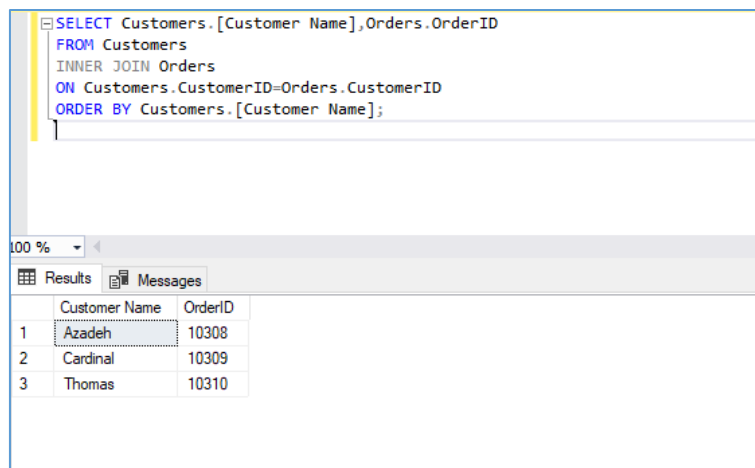 SELECT Customers.[Customer Name],Orders.OrderID
FROM Customers
INNER JOIN Orders
ON Customers.CustomerID=Orders.CustomerID
ORDER BY Customers.[Customer Name];
100 %
Results Messages
Customer Name OrderID
1 Azadeh 10308
2 Cardinal 10309
3 Thomas 10310